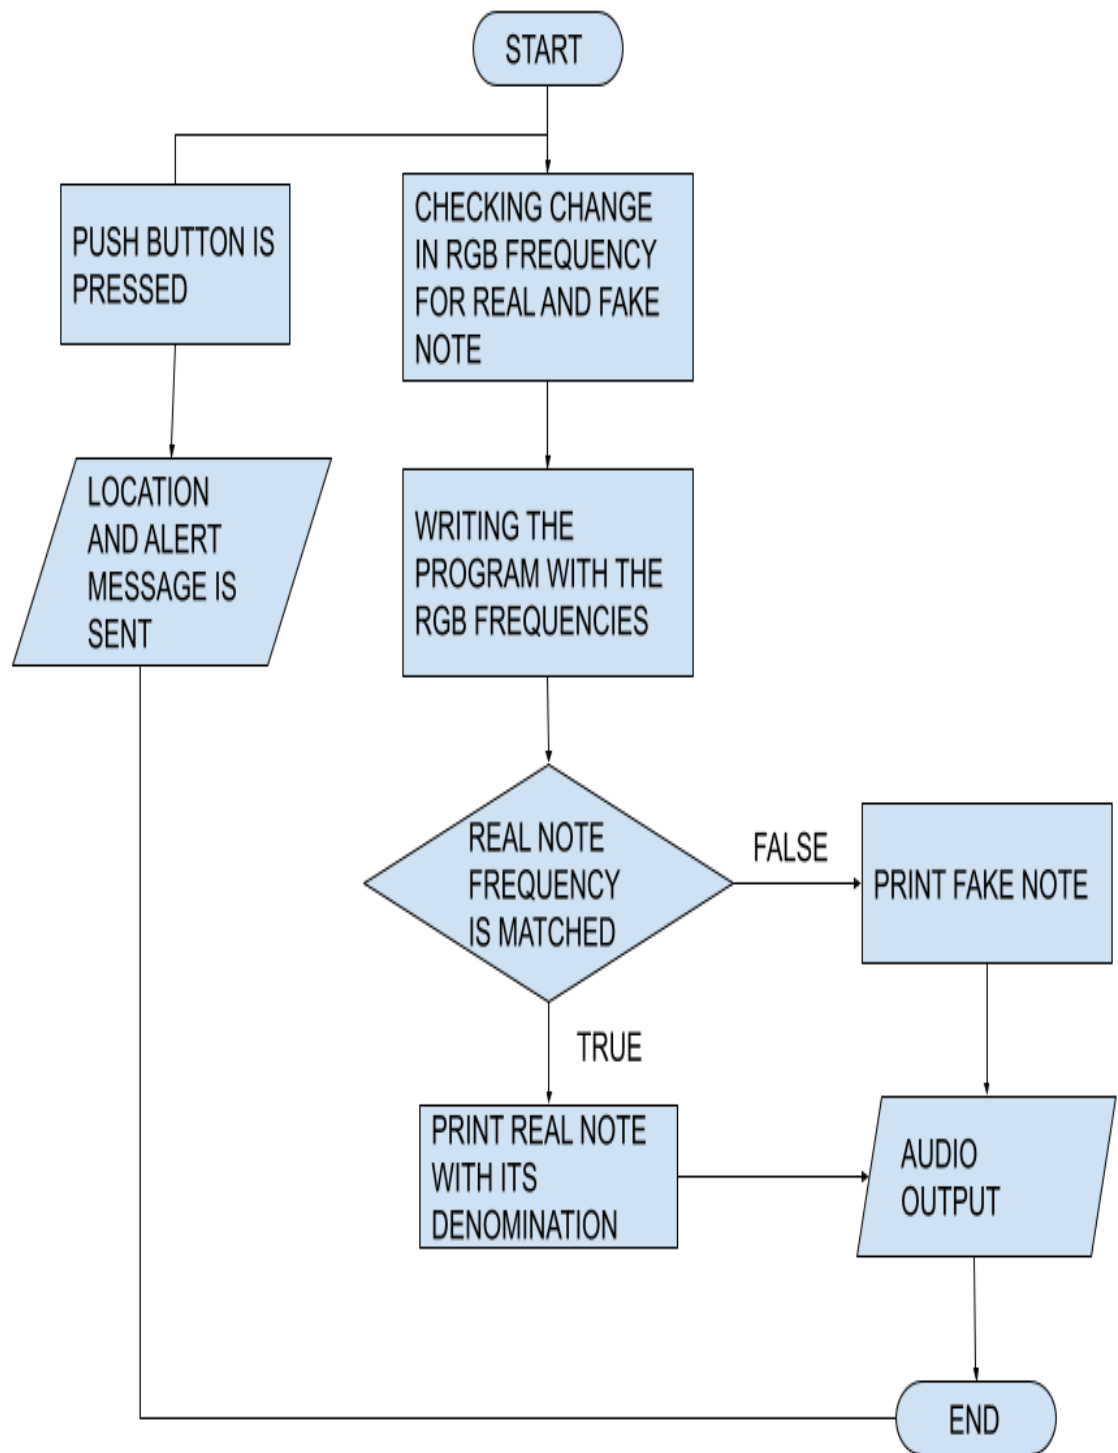 START
PUSH BUTTON IS
PRESSED
CHECKING CHANGE
IN RGB FREQUENCY
FOR REAL AND FAKE
NOTE
LOCATION
AND ALERT
MESSAGE IS
SENT
WRITING THE
PROGRAM WITH THE
RGB FREQUENCIES
REAL NOTE
FREQUENCY
IS MATCHED
FALSE
PRINT FAKE NOTE
TRUE
PRINT REAL NOTE
WITH ITS
DENOMINATION
AUDIO
OUTPUT
END